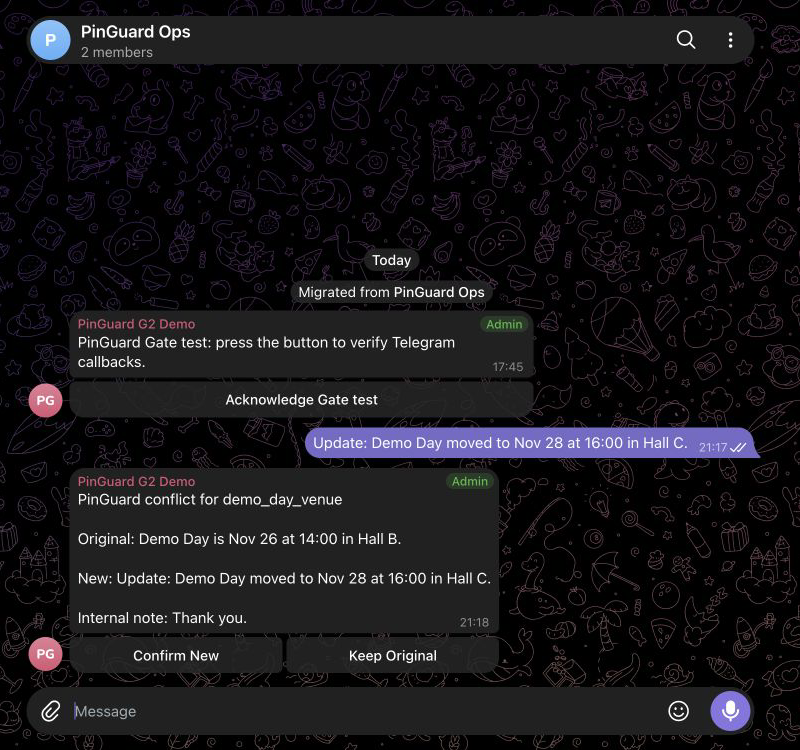 P
PinGuard Ops
2 members
Today
Migrated from PinGuard Ops
PinGuard G2 Demo Admin
PinGuard Gate test: press the button to verify Telegram
callbacks.
17:45
PG
Acknowledge Gate test
Update: Demo Day moved to Nov 28 at 16:00 in Hall C. 21:17
PinGuard G2 Demo Admin
PinGuard conflict for demo_day_venue
Original: Demo Day is Nov 26 at 14:00 in Hall B.
New: Update: Demo Day moved to Nov 28 at 16:00 in Hall C.
Internal note: Thank you.
21:18
PG
Confirm New Keep Original
Message